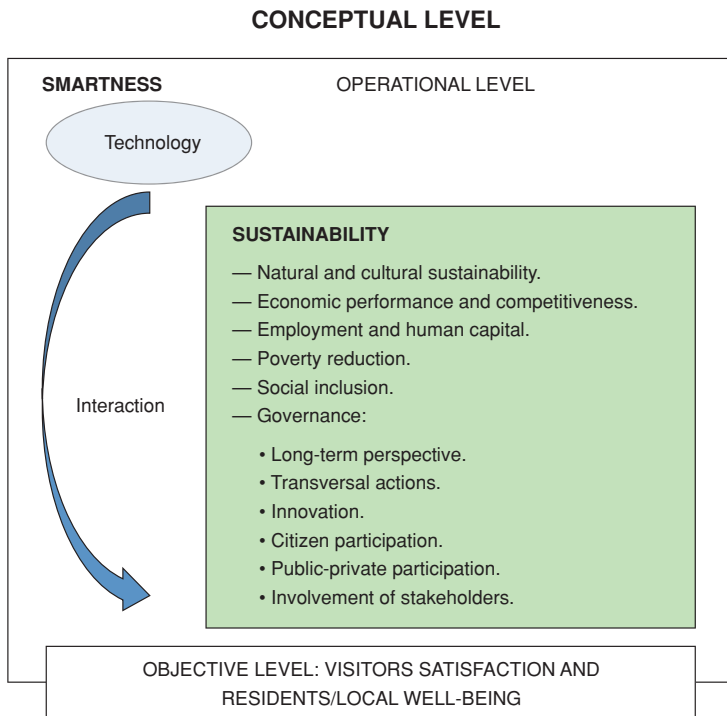 CONCEPTUAL LEVEL
SMARTNESS
OPERATIONAL LEVEL
Technology
SUSTAINABILITY
— Natural and cultural sustainability.
— Economic performance and competitiveness.
— Employment and human capital.
— Poverty reduction.
— Social inclusion.
— Governance:
• Long-term perspective.
• Transversal actions.
• Innovation.
• Citizen participation.
• Public-private participation.
• Involvement of stakeholders.
Interaction
OBJECTIVE LEVEL: VISITORS SATISFACTION AND
RESIDENTS/LOCAL WELL-BEING